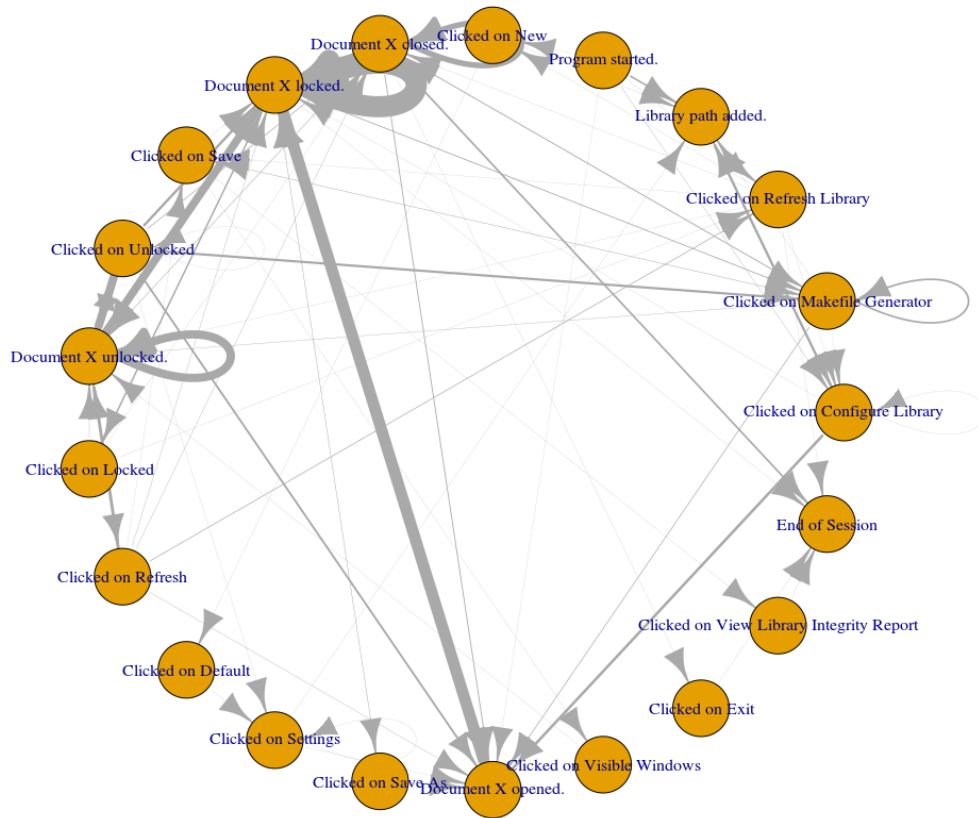 Clicked on New
Document X closed.
Program started.
Document X locked.
Library path added.
Clicked on Save
Clicked on Refresh Library
Clicked on Unlocked
Clicked on Makefile Generator
Document X unlocked.
Clicked on Configure Library
Clicked on Locked
End of Session
Clicked on Refresh
Clicked on View Library Integrity Report
Clicked on Default
Clicked on Exit
Clicked on Settings
Clicked on Visible Windows
Clicked on Save As
Document X opened.